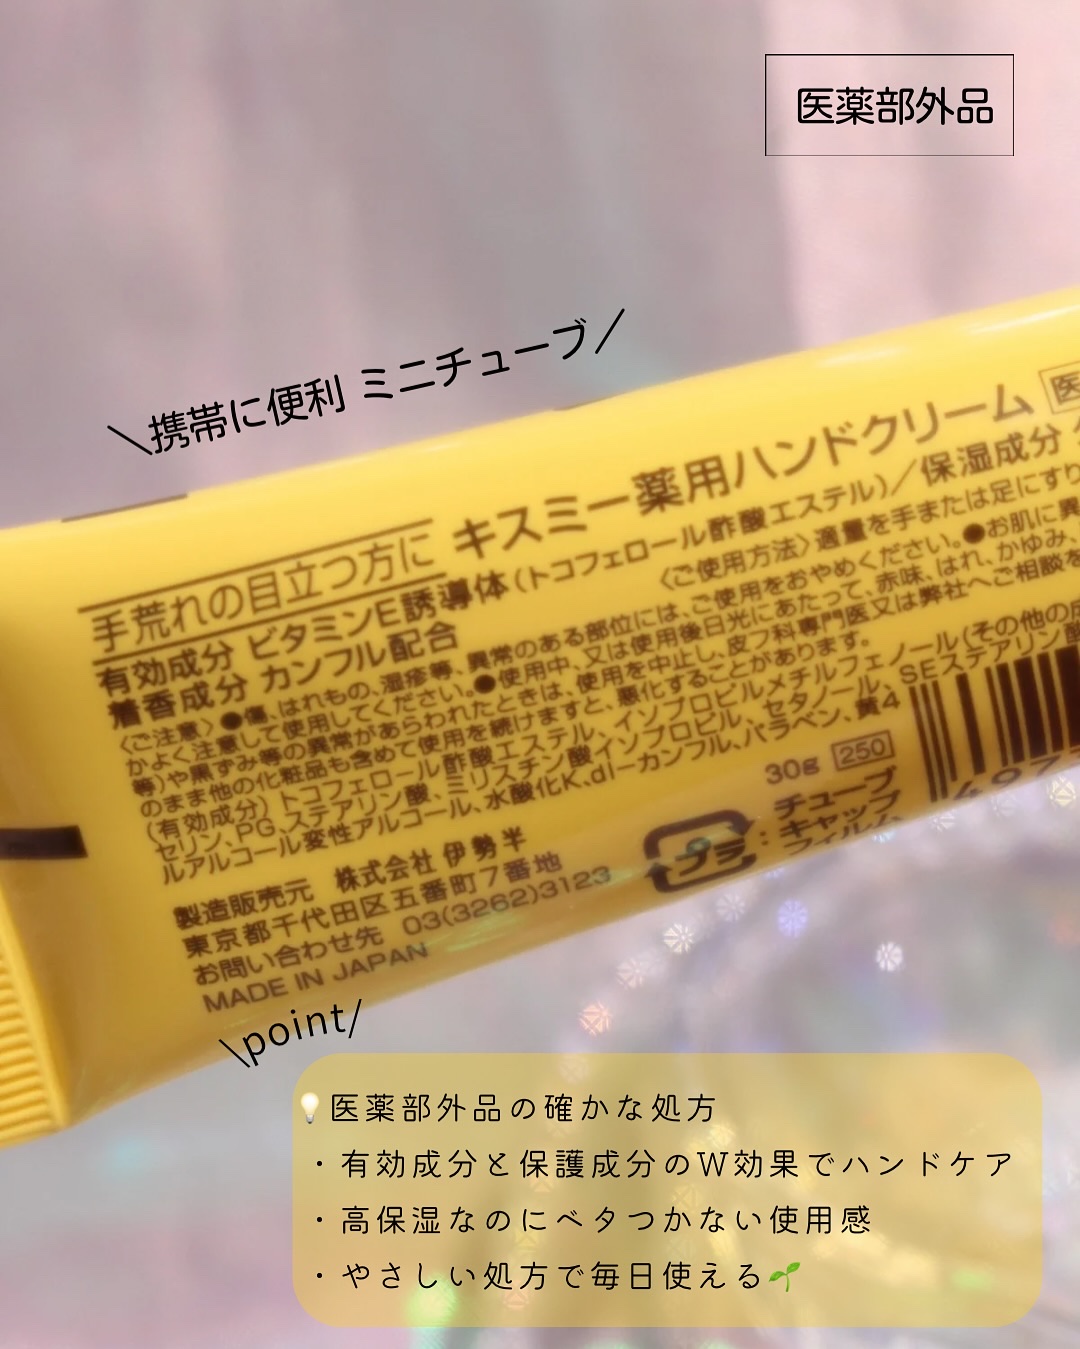 医薬部外品
＼携帯に便利 ミニチューブ／
手荒れの目立つ方に キスミー薬用ハンドクリーム 医
有効成分 ビタミンE誘導体(トコフェロール酢酸エステル)／保湿成分
着香成分 カンフル配合 〈ご使用方法〉適量を手または足にすり
〈ご注意〉●傷、はれもの、湿疹等、異常のある部位には、ご使用をおやめください。●お肌に異
かよく注意して使用してください。●使用中、又は使用後日光にあたって、赤味、はれ、かゆみ、
等)や黒ずみ等の異常があらわれたときは、使用を中止し、皮フ科専門医又は弊社へご相談を
のまま他の化粧品も含めて使用を続けますと、悪化することがあります。
(有効成分)トコフェロール酢酸エステル、イソプロピルメチルフェノール(その他の成
セリン、PG、ステアリン酸、ミリスチン酸イソプロピル、セタノール、SEステアリン酸
ルアルコール変性アルコール、水酸化K、dl-カンフル、パラベン、黄4
30g 250
製造販売元 株式会社 伊勢半
東京都千代田区五番町7番地
お問い合わせ先 03(3262)3123
MADE IN JAPAN
プラ : チューブ
キャップ
フィルム
497
＼point／
💡医薬部外品の確かな処方
・有効成分と保護成分のW効果でハンドケア
・高保湿なのにベタつかない使用感
・やさしい処方で毎日使える🌱